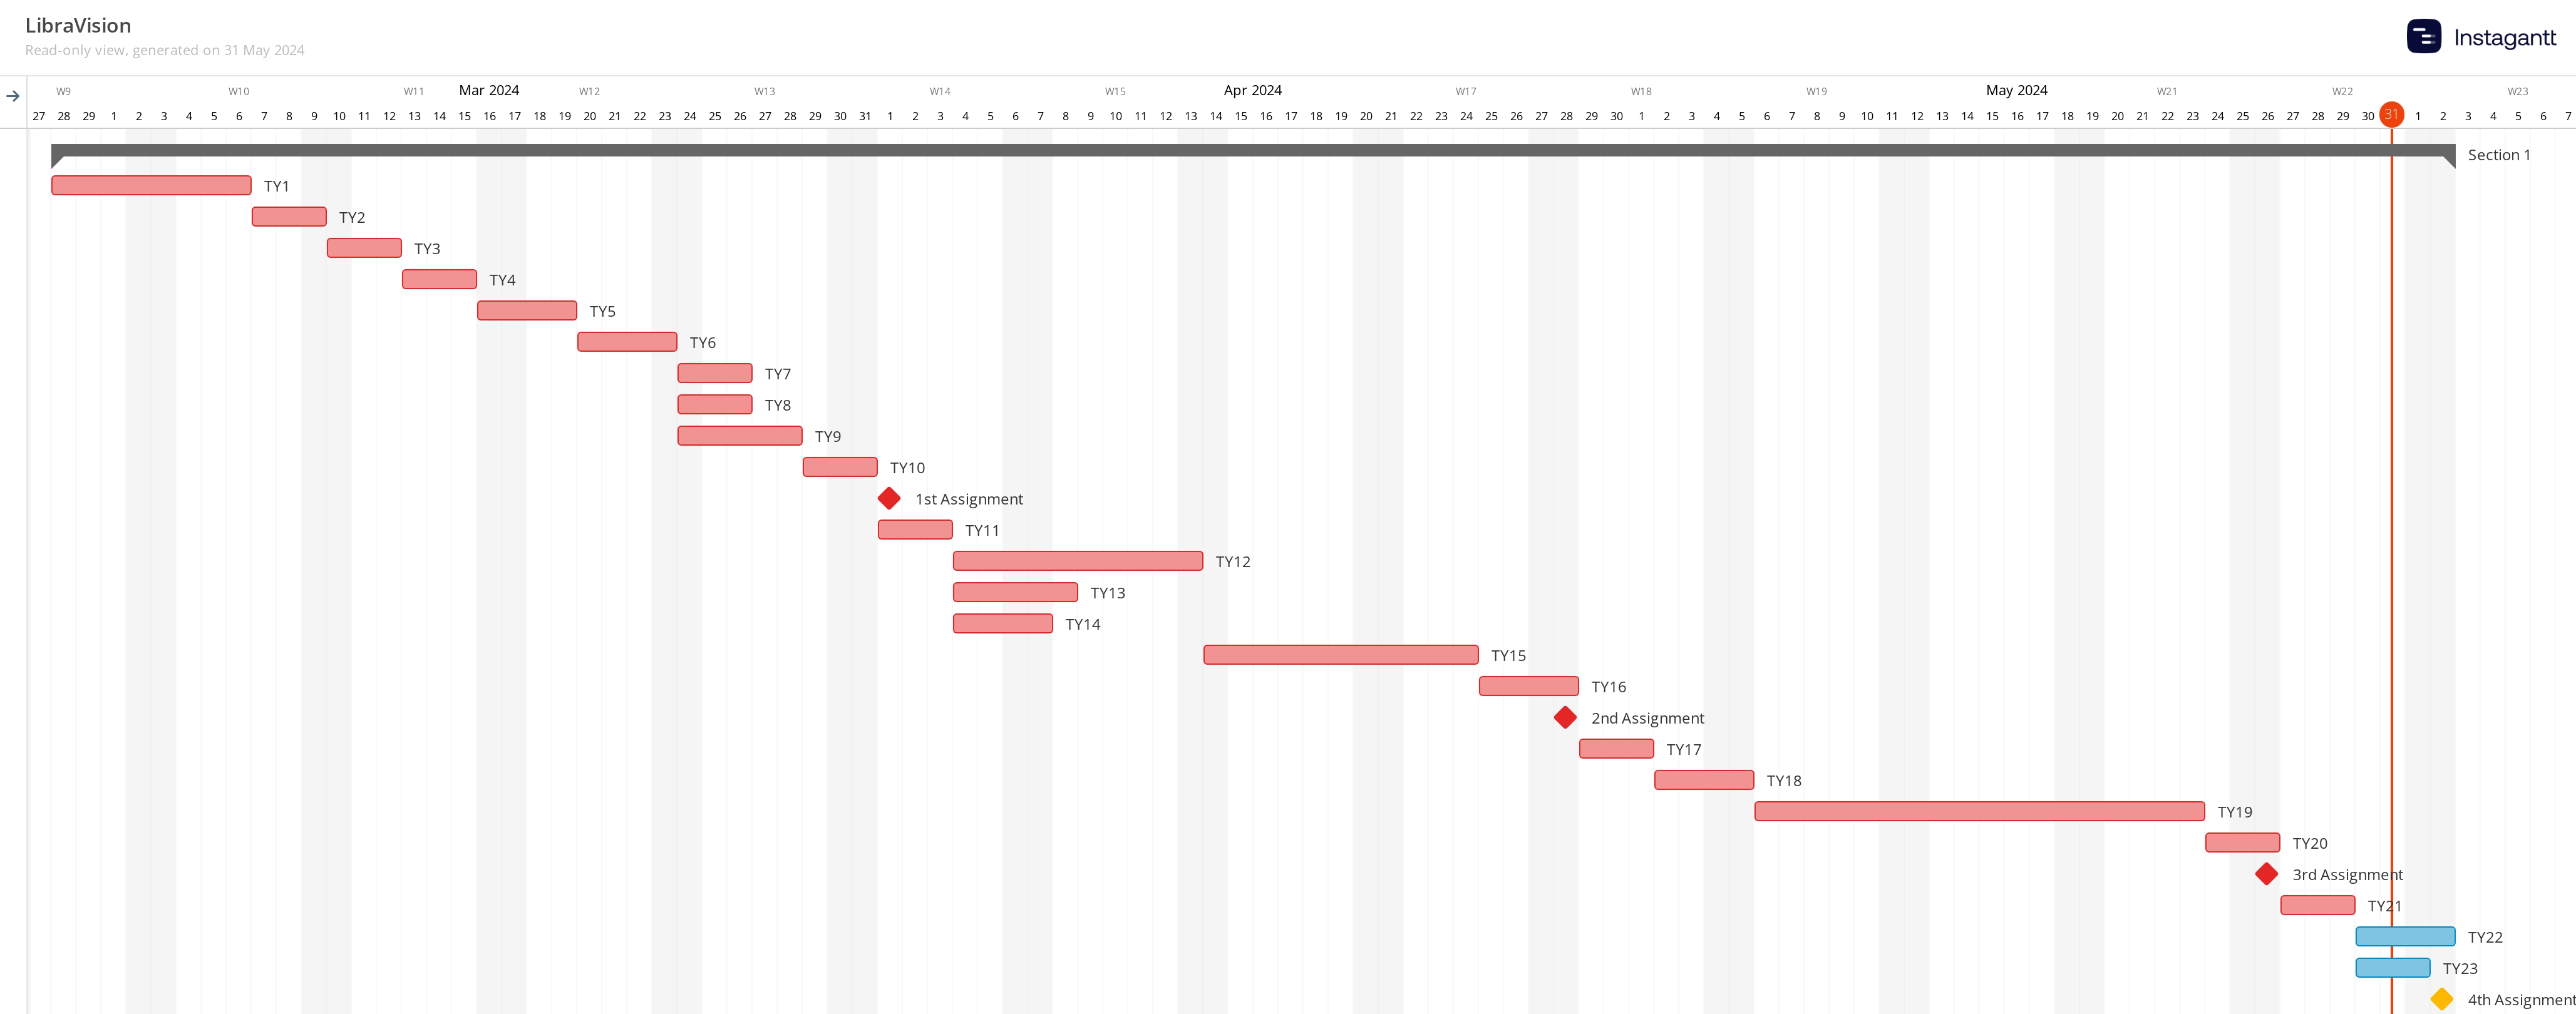 LibraVision
Read-only view, generated on 31 May 2024
Instagantt
W9 W10 W11 Mar 2024 W12 W13 W14 W15 Apr 2024 W17 W18 W19 May 2024 W21 W22 W23
27 28 29 1 2 3 4 5 6 7 8 9 10 11 12 13 14 15 16 17 18 19 20 21 22 23 24 25 26 27 28 29 30 31 1 2 3 4 5 6 7 8 9 10 11 12 13 14 15 16 17 18 19 20 21 22 23 24 25 26 27 28 29 30 1 2 3 4 5 6 7 8 9 10 11 12 13 14 15 16 17 18 19 20 21 22 23 24 25 26 27 28 29 30 31 1 2 3 4 5 6 7
Section 1
TY1
TY2
TY3
TY4
TY5
TY6
TY7
TY8
TY9
TY10
1st Assignment
TY11
TY12
TY13
TY14
TY15
TY16
2nd Assignment
TY17
TY18
TY19
TY20
3rd Assignment
TY21
TY22
TY23
4th Assignment